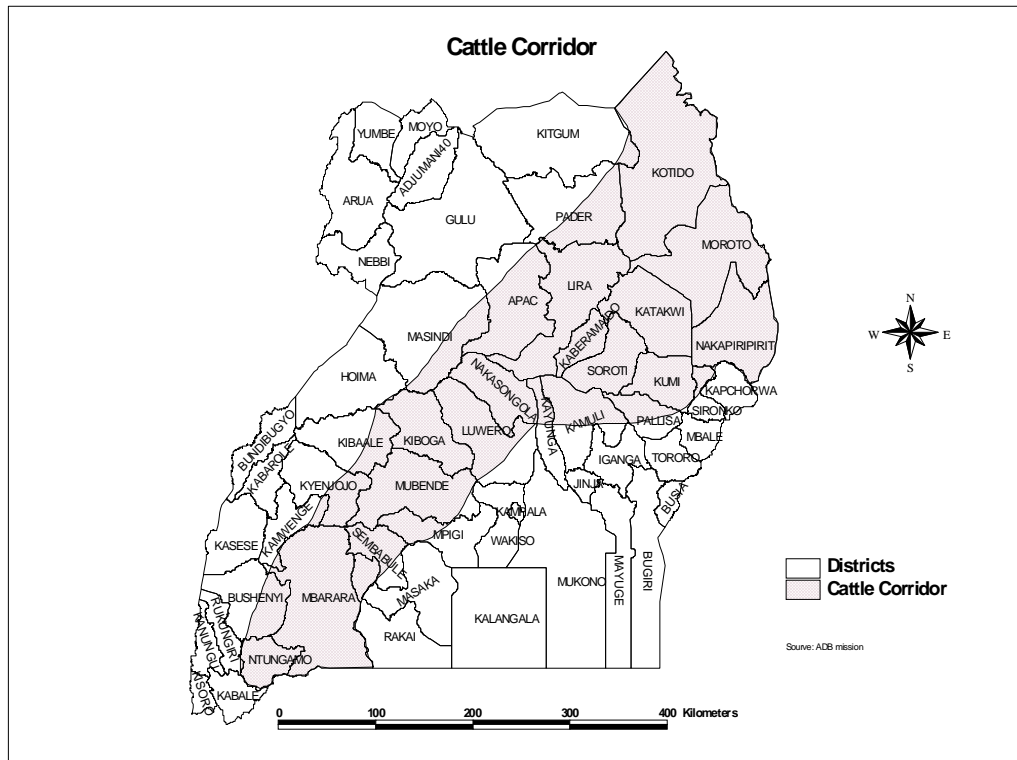 Cattle Corridor
YUMBE
MOYO
ADJUMANI40
KITGUM
ARUA
GULU
KOTIDO
PADER
MOROTO
NEBBI
LIRA
APAC
KATAKWI
MASINDI
KABERAMAIDO
NAKAPIRIPIRIT
HOIMA
NAKASONGOLA
SOROTI
KUMI
KAPCHORWA
SIRONKO
BUNDIBUGYO
KIBAALE
KIBOGA
LUWERO
KAYUNGA
KAMULI
PALLISA
MBALE
KABAROLE
KYENJOJO
MUBENDE
IGANGA
TORORO
JINJA
BUSIA
KAMWENGE
KASESE
SEMBABULE
MPIGI
KAMPALA
WAKISO
MUKONO
MAYUGE
BUGIRI
BUSHENYI
MBARARA
MASAKA
KALANGALA
RAKAI
RUKUNGIRI
KANUNGU
NTUNGAMO
KISORO
KABALE
N
W
E
S
Districts
Cattle Corridor
Sourve: ADB mission
0 100 200 300 400 Kilometers